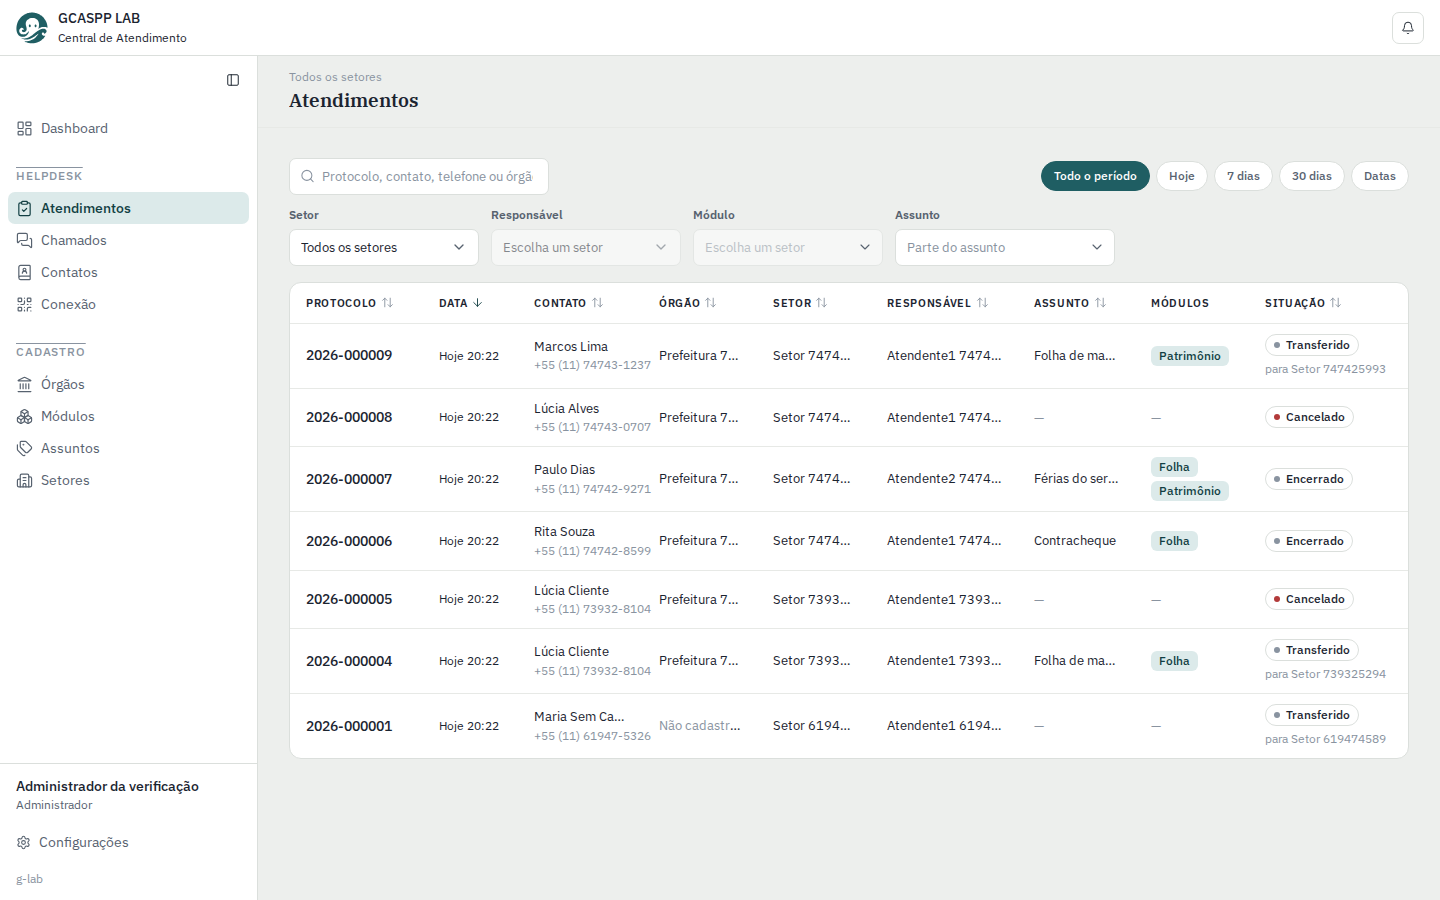 GCASPP LAB
Central de Atendimento
Dashboard
HELPDESK
Atendimentos
Chamados
Contatos
Conexão
CADASTRO
Órgãos
Módulos
Assuntos
Setores
Administrador da verificação
Administrador
Configurações
g-lab
Todos os setores
Atendimentos
Protocolo, contato, telefone ou órgã
Todo o período Hoje 7 dias 30 dias Datas
Setor Responsável Módulo Assunto
Todos os setores Escolha um setor Escolha um setor Parte do assunto
PROTOCOLO DATA CONTATO ÓRGÃO SETOR RESPONSÁVEL ASSUNTO MÓDULOS SITUAÇÃO
2026-000009 Hoje 20:22 Marcos Lima +55 (11) 74743-1237 Prefeitura 7... Setor 7474... Atendente1 7474... Folha de ma... Patrimônio Transferido para Setor 747425993
2026-000008 Hoje 20:22 Lúcia Alves +55 (11) 74743-0707 Prefeitura 7... Setor 7474... Atendente1 7474... — — Cancelado
2026-000007 Hoje 20:22 Paulo Dias +55 (11) 74742-9271 Prefeitura 7... Setor 7474... Atendente2 7474... Férias do ser... Folha Patrimônio Encerrado
2026-000006 Hoje 20:22 Rita Souza +55 (11) 74742-8599 Prefeitura 7... Setor 7474... Atendente1 7474... Contracheque Folha Encerrado
2026-000005 Hoje 20:22 Lúcia Cliente +55 (11) 73932-8104 Prefeitura 7... Setor 7393... Atendente1 7393... — — Cancelado
2026-000004 Hoje 20:22 Lúcia Cliente +55 (11) 73932-8104 Prefeitura 7... Setor 7393... Atendente1 7393... Folha de ma... Folha Transferido para Setor 739325294
2026-000001 Hoje 20:22 Maria Sem Ca... +55 (11) 61947-5326 Não cadastr... Setor 6194... Atendente1 6194... — — Transferido para Setor 619474589